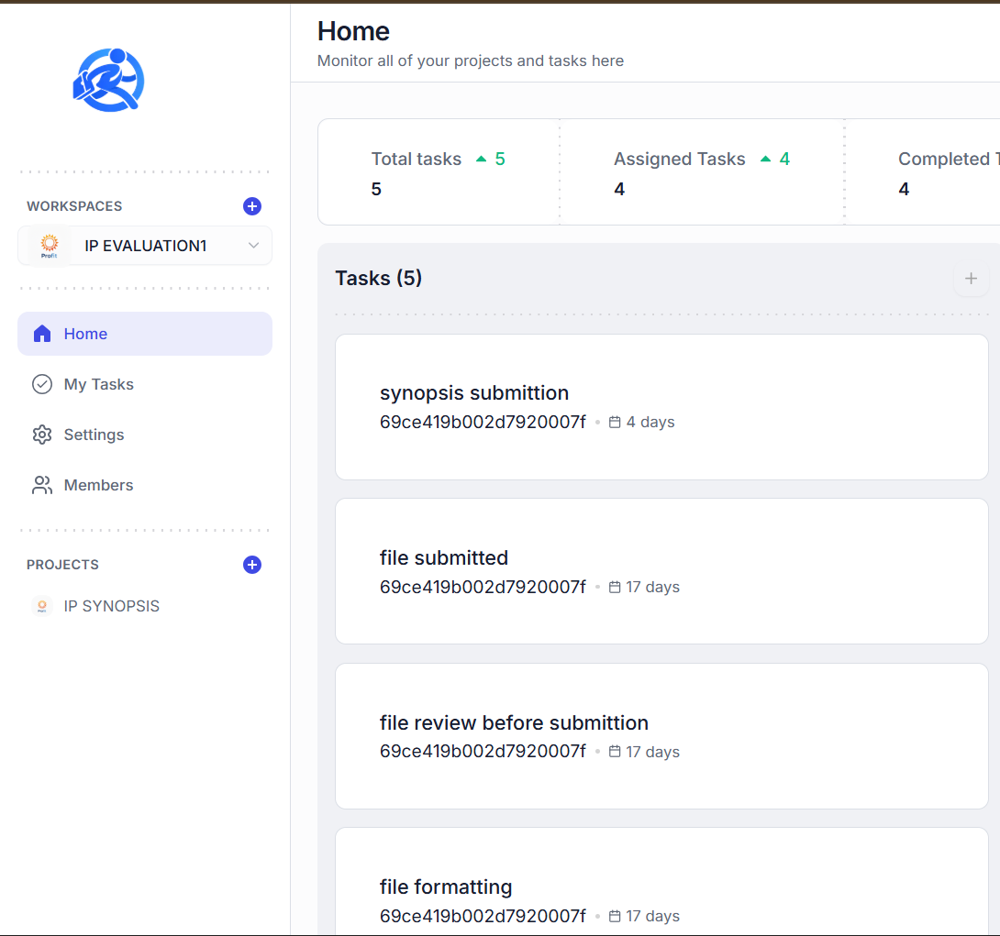 Home
Monitor all of your projects and tasks here
Total tasks 5
5
Assigned Tasks 4
4
Completed T
4
WORKSPACES
Profit
IP EVALUATION1
Home
My Tasks
Settings
Members
PROJECTS
IP SYNOPSIS
Tasks (5)
synopsis submittion
69ce419b002d7920007f • 4 days
file submitted
69ce419b002d7920007f • 17 days
file review before submittion
69ce419b002d7920007f • 17 days
file formatting
69ce419b002d7920007f • 17 days